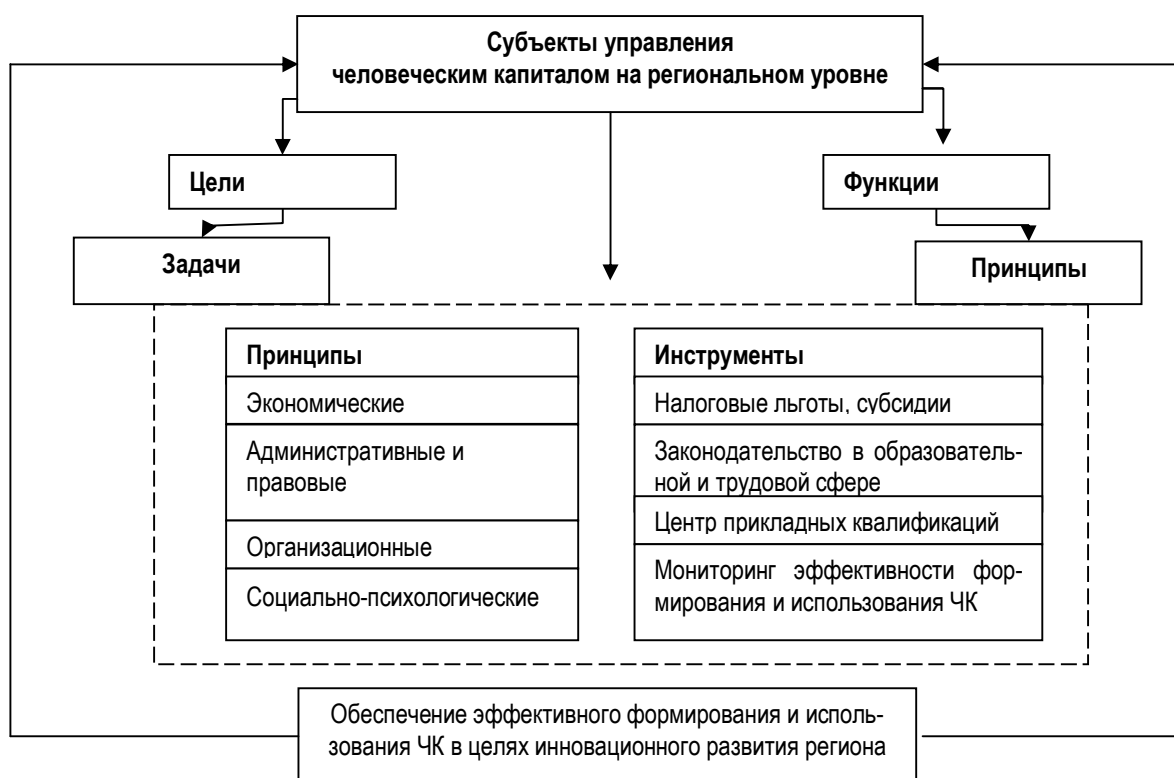 Субъекты управления
человеческим капиталом на региональном уровне
Цели
Функции
Задачи
Принципы
Принципы
Экономические
Административные и
правовые
Организационные
Социально-психологические
Инструменты
Налоговые льготы, субсидии
Законодательство в образователь-
ной и трудовой сфере
Центр прикладных квалификаций
Мониторинг эффективности фор-
мирования и использования ЧК
Обеспечение эффективного формирования и исполь-
зования ЧК в целях инновационного развития региона